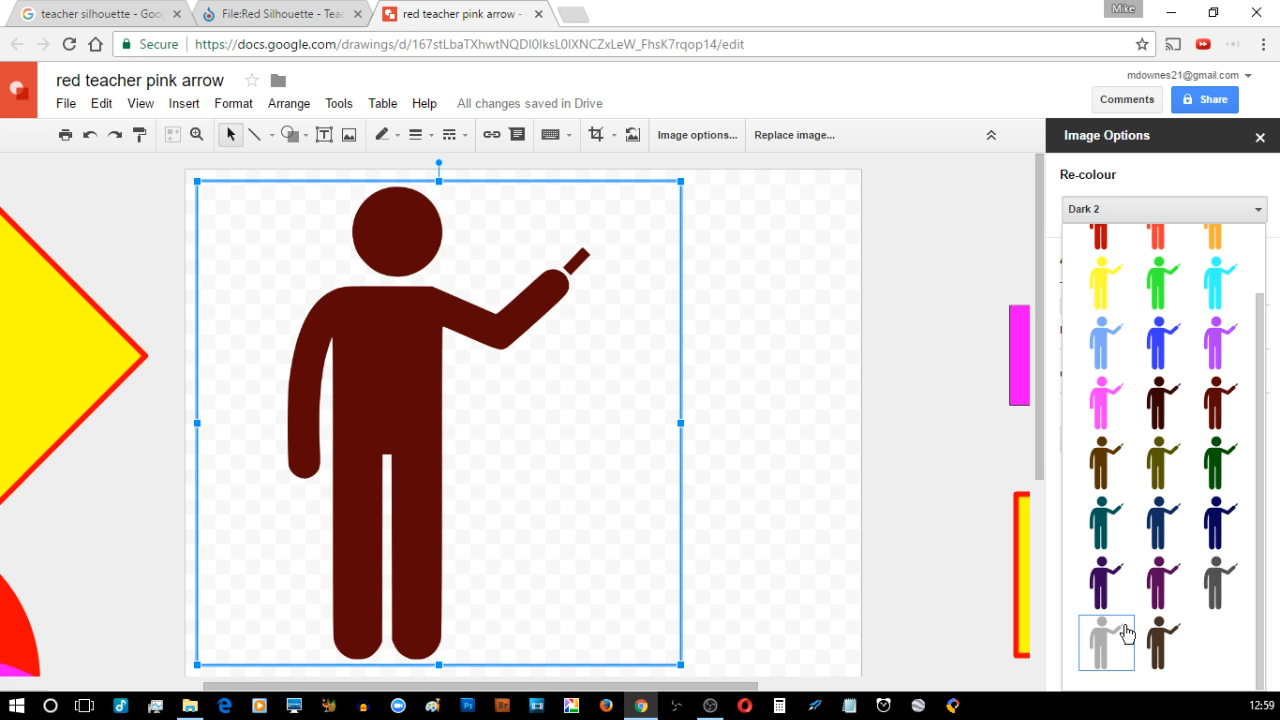 teacher silhouette - Goo
File:Red Silhouette - Teac
red teacher pink arrow -
Mike
Secure
https://docs.google.com/drawings/d/167stLbaTXhwtNQDI0IksL0IXNCZxLeW_FhsK7rqop14/edit
red teacher pink arrow
mdownes21@gmail.com
File Edit View Insert Format Arrange Tools Table Help All changes saved in Drive
Comments
Share
Image options...
Replace image...
Image Options
Re-colour
Dark 2
12:59